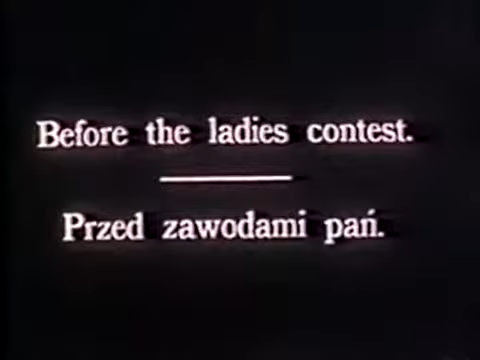 Before the ladies contest.
Przed zawodami pań.